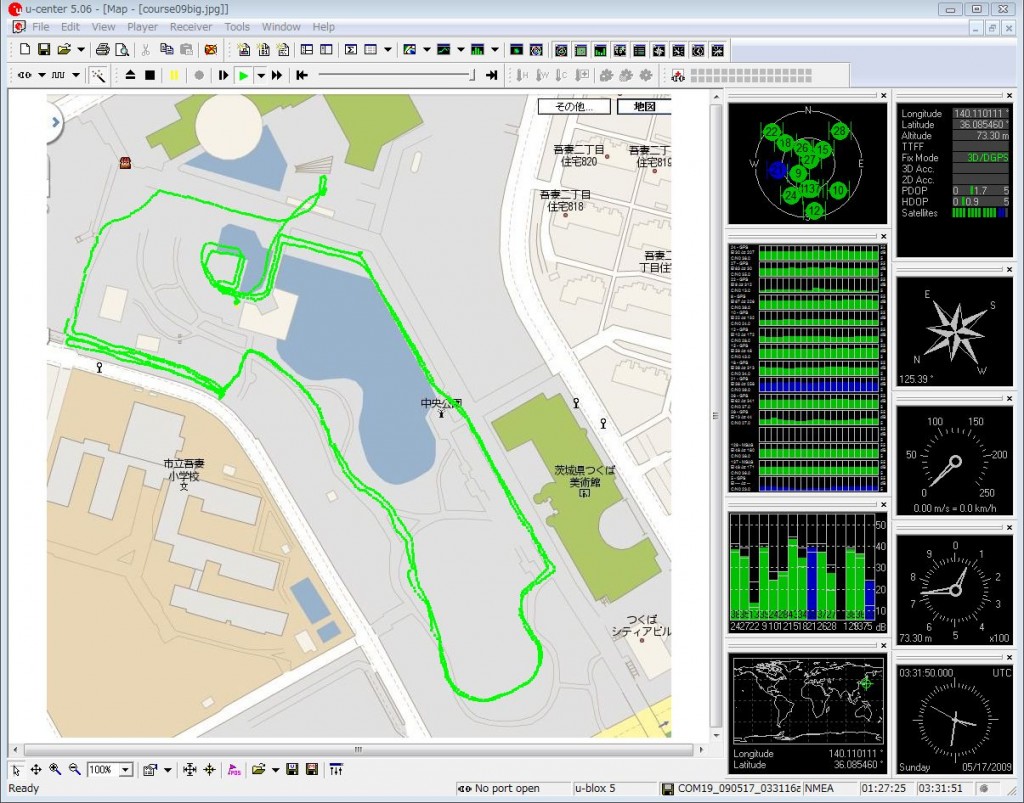 u-center 5.06 - [Map - [course09big.jpg]]
File Edit View Player Receiver Tools Window Help
その他...
地図
吾妻二丁目
住宅820
吾妻二丁
住宅819
吾妻二丁目
住宅818
吾妻二
丁目住
中央公園
市立吾妻
小学校
文
茨城県つくば
美術館
つくば
シティアビル
N
W
E
S
22
28
18
26
15
27
9
24
10
12
Longitude 140.110111 °
Latitude 36.085460 °
Altitude 73.30 m
TTFF
Fix Mode 3D/DGPS
3D Acc.
2D Acc.
PDOP 0 1.7 5
HDOP 0 0.9 5
Satellites
E
S
N
W
125.39 °
100
150
50
200
0
250
0.00 m/s = 0.0 km/h
50
40
30
20
10
dB
0
9
1
8
2
7
3
6
4
5
73.30 m
x100
Longitude 140.110111 °
Latitude 36.085460 °
03:31:50.000 UTC
Sunday 05/17/2009
100%
Ready
No port open
u-blox 5
COM19_090517_033116z
NMEA
01:27:25
03:31:51